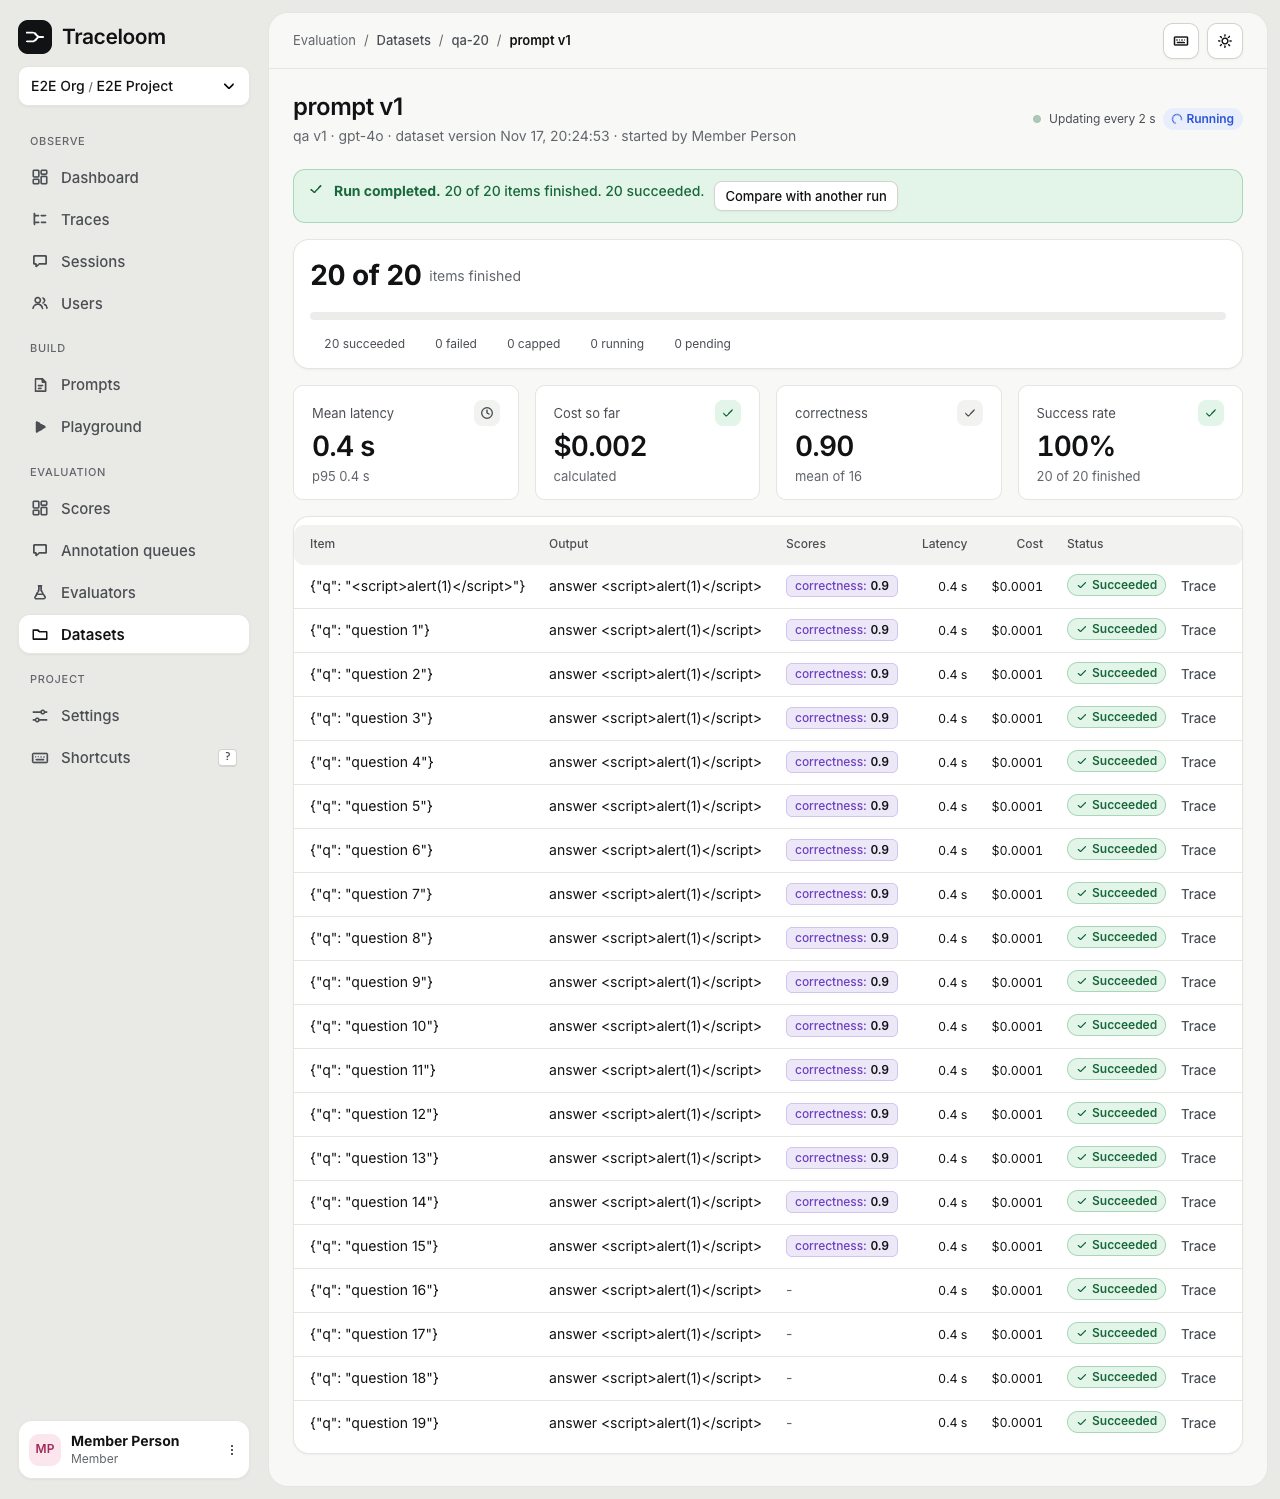 Traceloom
E2E Org / E2E Project
OBSERVE
Dashboard
Traces
Sessions
Users
BUILD
Prompts
Playground
EVALUATION
Scores
Annotation queues
Evaluators
Datasets
PROJECT
Settings
Shortcuts ?
MP
Member Person
Member
Evaluation / Datasets / qa-20 / prompt v1
prompt v1
qa v1 · gpt-4o · dataset version Nov 17, 20:24:53 · started by Member Person
Updating every 2 s Running
Run completed. 20 of 20 items finished. 20 succeeded. Compare with another run
20 of 20 items finished
20 succeeded 0 failed 0 capped 0 running 0 pending
Mean latency
0.4 s
p95 0.4 s
Cost so far
$0.002
calculated
correctness
0.90
mean of 16
Success rate
100%
20 of 20 finished
Item Output Scores Latency Cost Status
{"q": "<script>alert(1)</script>"} answer <script>alert(1)</script> correctness: 0.9 0.4 s $0.0001 Succeeded Trace
{"q": "question 1"} answer <script>alert(1)</script> correctness: 0.9 0.4 s $0.0001 Succeeded Trace
{"q": "question 2"} answer <script>alert(1)</script> correctness: 0.9 0.4 s $0.0001 Succeeded Trace
{"q": "question 3"} answer <script>alert(1)</script> correctness: 0.9 0.4 s $0.0001 Succeeded Trace
{"q": "question 4"} answer <script>alert(1)</script> correctness: 0.9 0.4 s $0.0001 Succeeded Trace
{"q": "question 5"} answer <script>alert(1)</script> correctness: 0.9 0.4 s $0.0001 Succeeded Trace
{"q": "question 6"} answer <script>alert(1)</script> correctness: 0.9 0.4 s $0.0001 Succeeded Trace
{"q": "question 7"} answer <script>alert(1)</script> correctness: 0.9 0.4 s $0.0001 Succeeded Trace
{"q": "question 8"} answer <script>alert(1)</script> correctness: 0.9 0.4 s $0.0001 Succeeded Trace
{"q": "question 9"} answer <script>alert(1)</script> correctness: 0.9 0.4 s $0.0001 Succeeded Trace
{"q": "question 10"} answer <script>alert(1)</script> correctness: 0.9 0.4 s $0.0001 Succeeded Trace
{"q": "question 11"} answer <script>alert(1)</script> correctness: 0.9 0.4 s $0.0001 Succeeded Trace
{"q": "question 12"} answer <script>alert(1)</script> correctness: 0.9 0.4 s $0.0001 Succeeded Trace
{"q": "question 13"} answer <script>alert(1)</script> correctness: 0.9 0.4 s $0.0001 Succeeded Trace
{"q": "question 14"} answer <script>alert(1)</script> correctness: 0.9 0.4 s $0.0001 Succeeded Trace
{"q": "question 15"} answer <script>alert(1)</script> correctness: 0.9 0.4 s $0.0001 Succeeded Trace
{"q": "question 16"} answer <script>alert(1)</script> - 0.4 s $0.0001 Succeeded Trace
{"q": "question 17"} answer <script>alert(1)</script> - 0.4 s $0.0001 Succeeded Trace
{"q": "question 18"} answer <script>alert(1)</script> - 0.4 s $0.0001 Succeeded Trace
{"q": "question 19"} answer <script>alert(1)</script> - 0.4 s $0.0001 Succeeded Trace